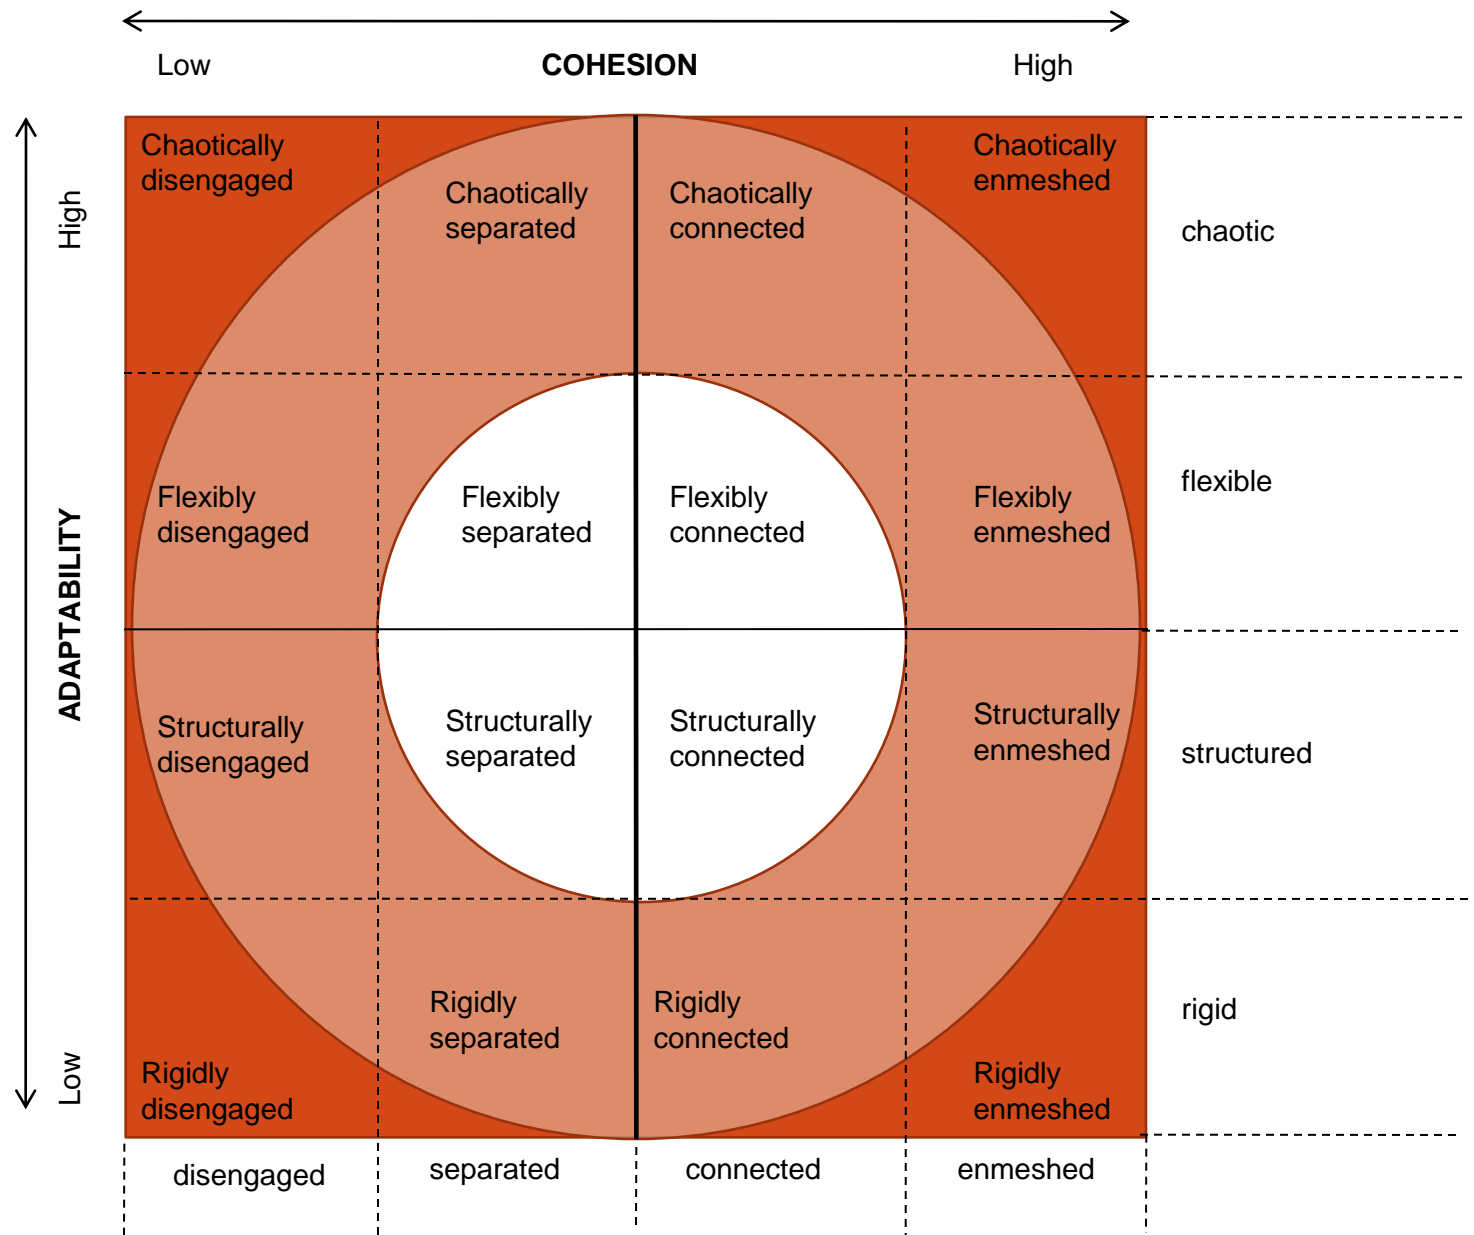 Low
COHESION
High
High
ADAPTABILITY
Low
Chaotically
disengaged
Chaotically
separated
Chaotically
connected
Chaotically
enmeshed
chaotic
Flexibly
disengaged
Flexibly
separated
Flexibly
connected
Flexibly
enmeshed
flexible
Structurally
disengaged
Structurally
separated
Structurally
connected
Structurally
enmeshed
structured
Rigidly
disengaged
Rigidly
separated
Rigidly
connected
Rigidly
enmeshed
rigid
disengaged
separated
connected
enmeshed